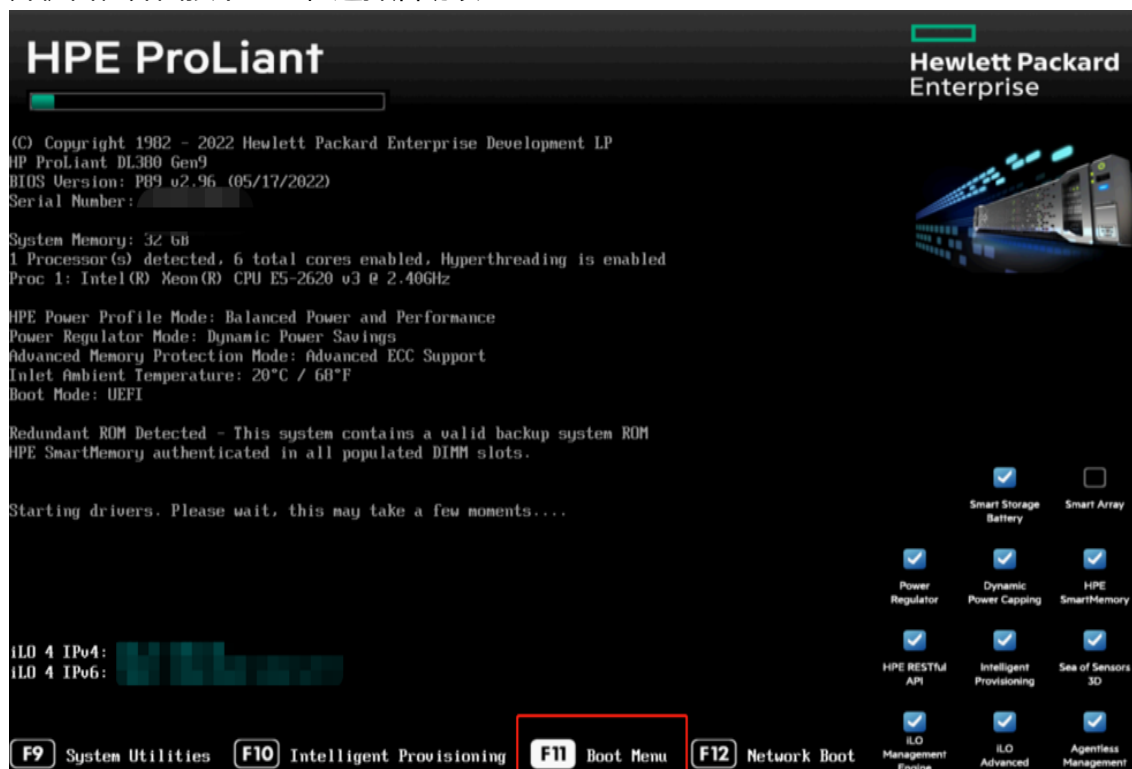 HPE ProLiant
Hewlett Packard
Enterprise
(C) Copyright 1982 - 2022 Hewlett Packard Enterprise Development LP
HP ProLiant DL380 Gen9
BIOS Version: P89 v2.96 (05/17/2022)
Serial Number:
System Memory: 32 GB
1 Processor(s) detected, 6 total cores enabled, Hyperthreading is enabled
Proc 1: Intel(R) Xeon(R) CPU E5-2620 v3 @ 2.40GHz
HPE Power Profile Mode: Balanced Power and Performance
Power Regulator Mode: Dynamic Power Savings
Advanced Memory Protection Mode: Advanced ECC Support
Inlet Ambient Temperature: 20°C / 68°F
Boot Mode: UEFI
Redundant ROM Detected - This system contains a valid backup system ROM
HPE SmartMemory authenticated in all populated DIMM slots.
Starting drivers. Please wait, this may take a few moments....
Smart Storage
Battery
Smart Array
Power
Regulator
Dynamic
Power Capping
HPE
SmartMemory
iLO 4 IPv4:
iLO 4 IPv6:
HPE RESTful
API
Intelligent
Provisioning
Sea of Sensors
3D
iLO
Management
Engine
iLO
Advanced
Agentless
Management
F9 System Utilities F10 Intelligent Provisioning F11 Boot Menu F12 Network Boot